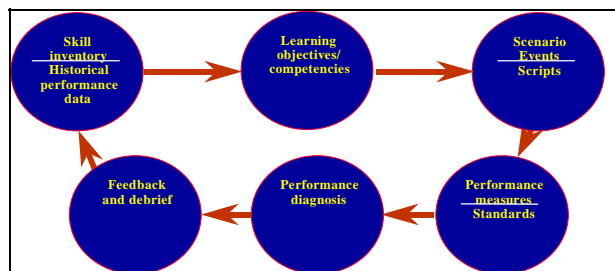 Skill
inventory
Historical
performance
data
Learning
objectives/
competencies
Scenario
Events
Scripts
Feedback
and debrief
Performance
diagnosis
Performance
measures
Standards